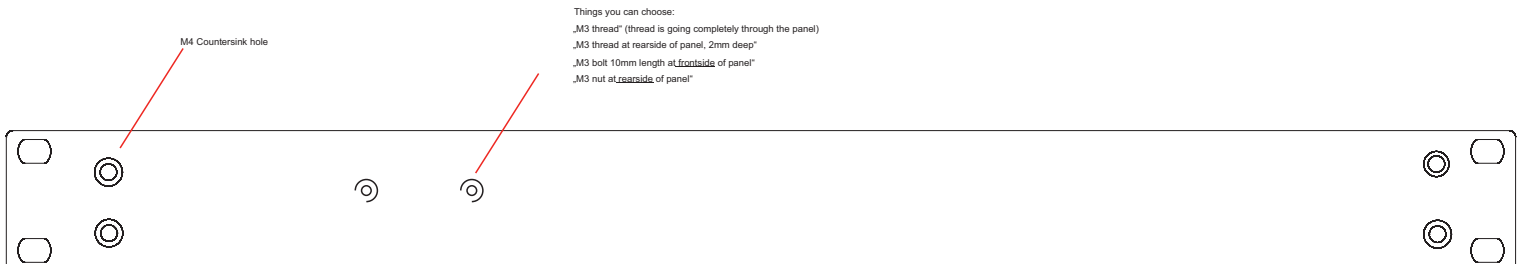 Things you can choose:
„M3 thread“ (thread is going completely through the panel)
M4 Countersink hole
„M3 thread at rearside of panel, 2mm deep“
„M3 bolt 10mm length at frontside of panel“
„M3 nut at rearside of panel“